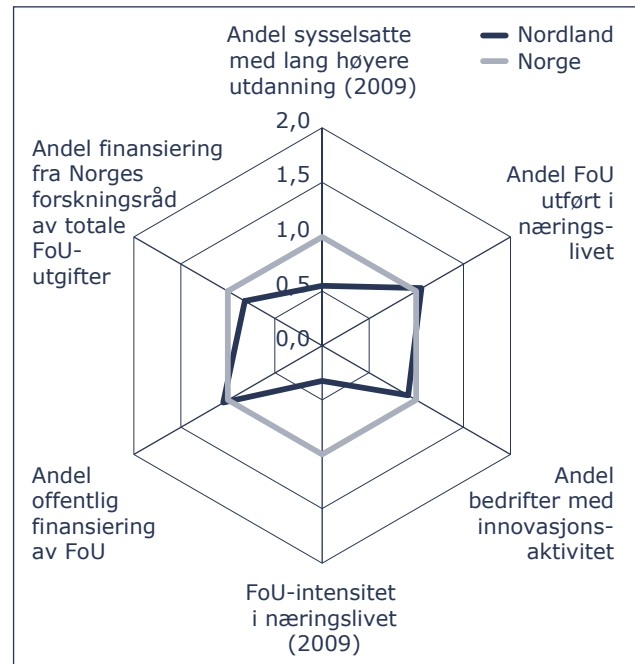 Andel sysselsatte
med lang høyere
utdanning (2009)
Nordland
Norge
2,0
1,5
1,0
0,5
0,0
Andel FoU
utført i
nærings-
livet
Andel
bedrifter med
innovasjons-
aktivitet
FoU-intensitet
i næringslivet
(2009)
Andel
offentlig
finansiering
av FoU
Andel finansiering
fra Norges
forskningsråd
av totale
FoU-
utgifter